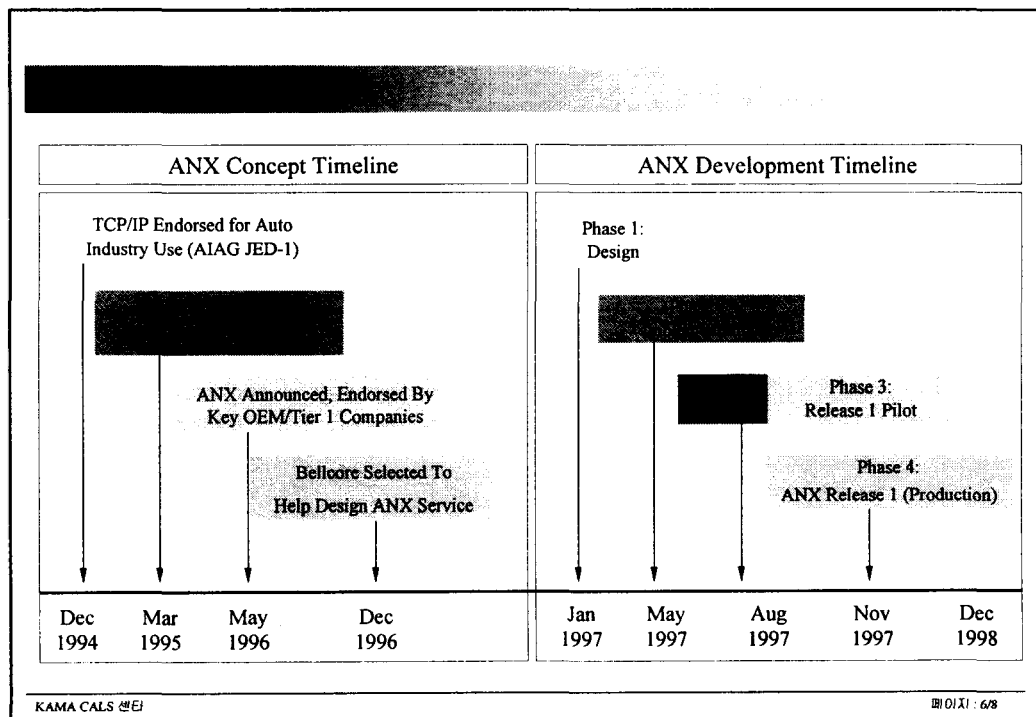 ANX Concept Timeline
TCP/IP Endorsed for Auto
Industry Use (AIAG JED-1)
ANX Announced, Endorsed By
Key OEM/Tier 1 Companies
Bellcore Selected To
Help Design ANX Service
Dec
1994
Mar
1995
May
1996
Dec
1996
ANX Development Timeline
Phase 1:
Design
Phase 3:
Release 1 Pilot
Phase 4:
ANX Release 1 (Production)
Jan
1997
May
1997
Aug
1997
Nov
1997
Dec
1998
KAMA CALS 센터
페이지 : 6/8